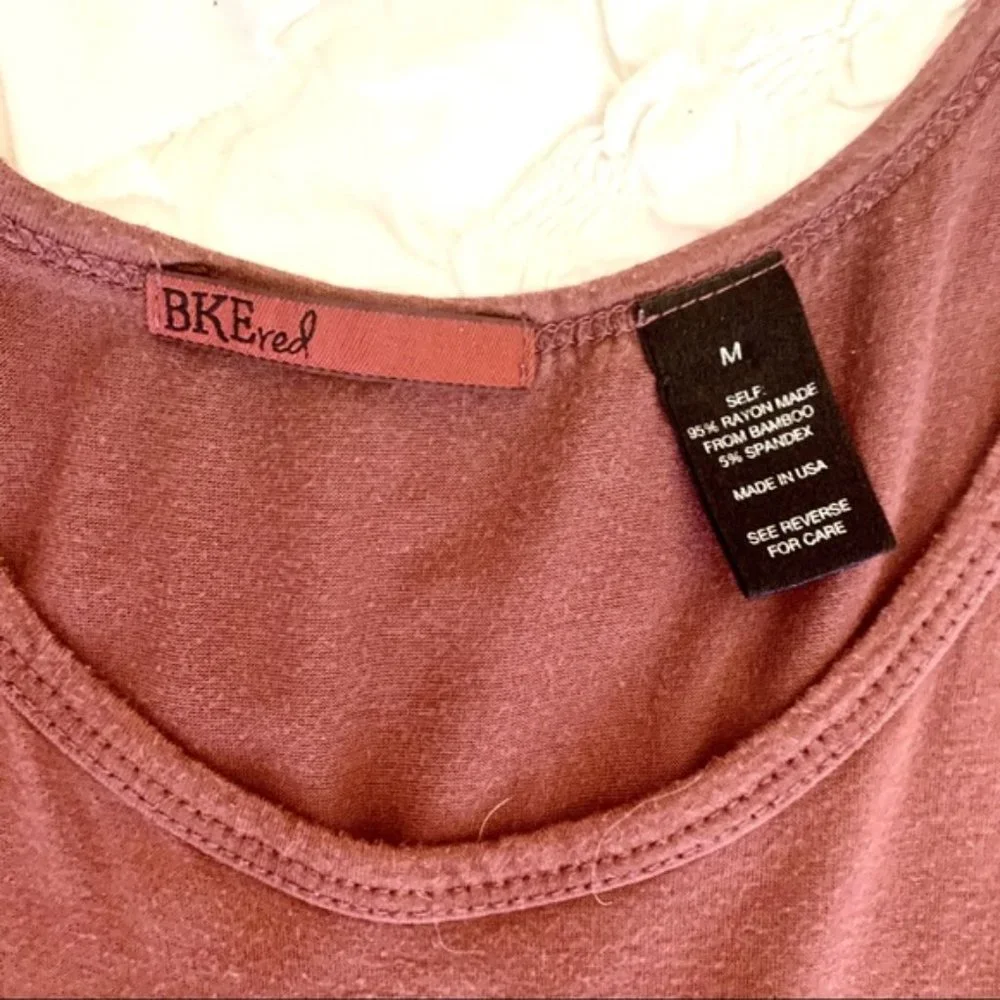 BKEred
M
SELF:
95% RAYON MADE
FROM BAMBOO
5% SPANDEX
MADE IN USA
SEE REVERSE
FOR CARE